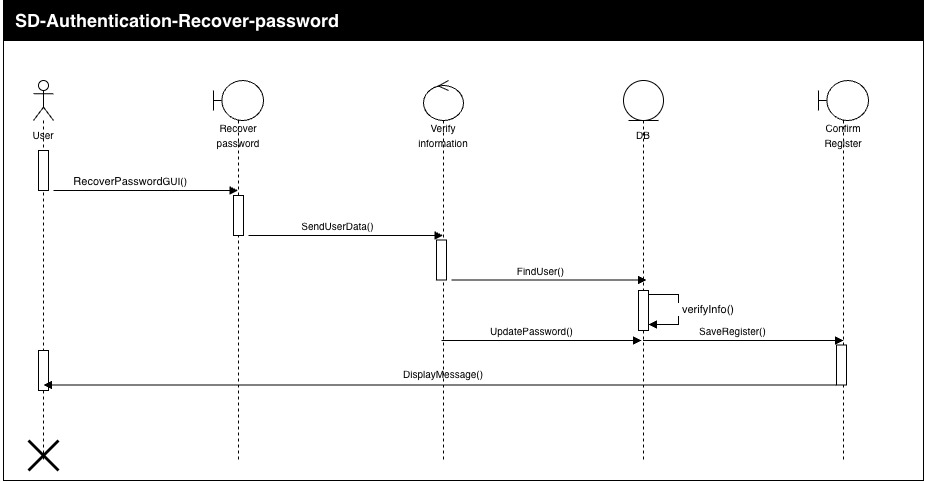 SD-Authentication-Recover-password
User
Recover
password
Verify
information
DB
Confirm
Register
RecoverPasswordGUI()
SendUserData()
FindUser()
verifyInfo()
UpdatePassword()
SaveRegister()
DisplayMessage()